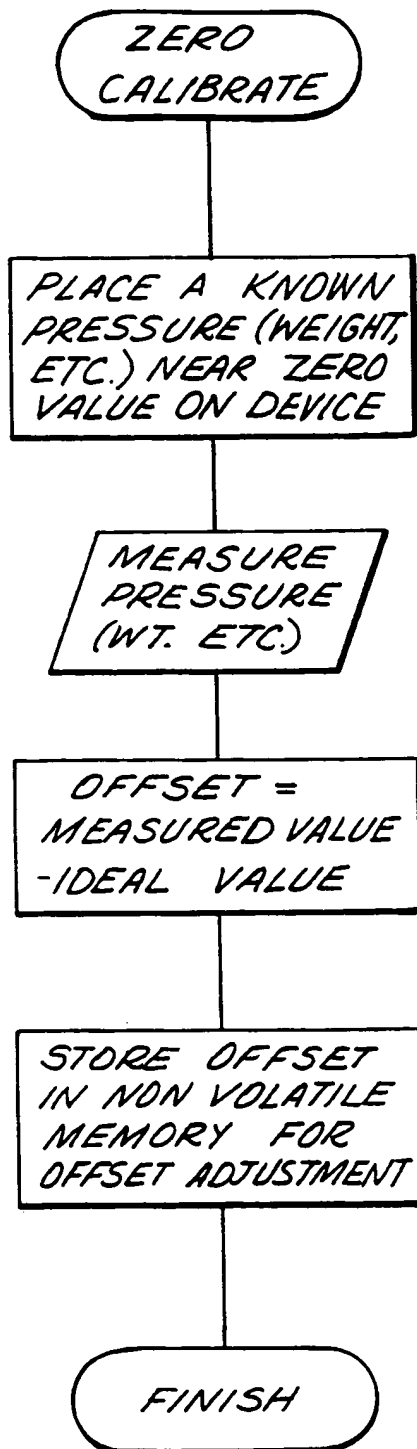 ZERO
CALIBRATE
PLACE A KNOWN
PRESSURE (WEIGHT,
ETC.) NEAR ZERO
VALUE ON DEVICE
MEASURE
PRESSURE
(WT. ETC.)
OFFSET =
MEASURED VALUE
-IDEAL VALUE
STORE OFFSET
IN NON VOLATILE
MEMORY FOR
OFFSET ADJUSTMENT
FINISH